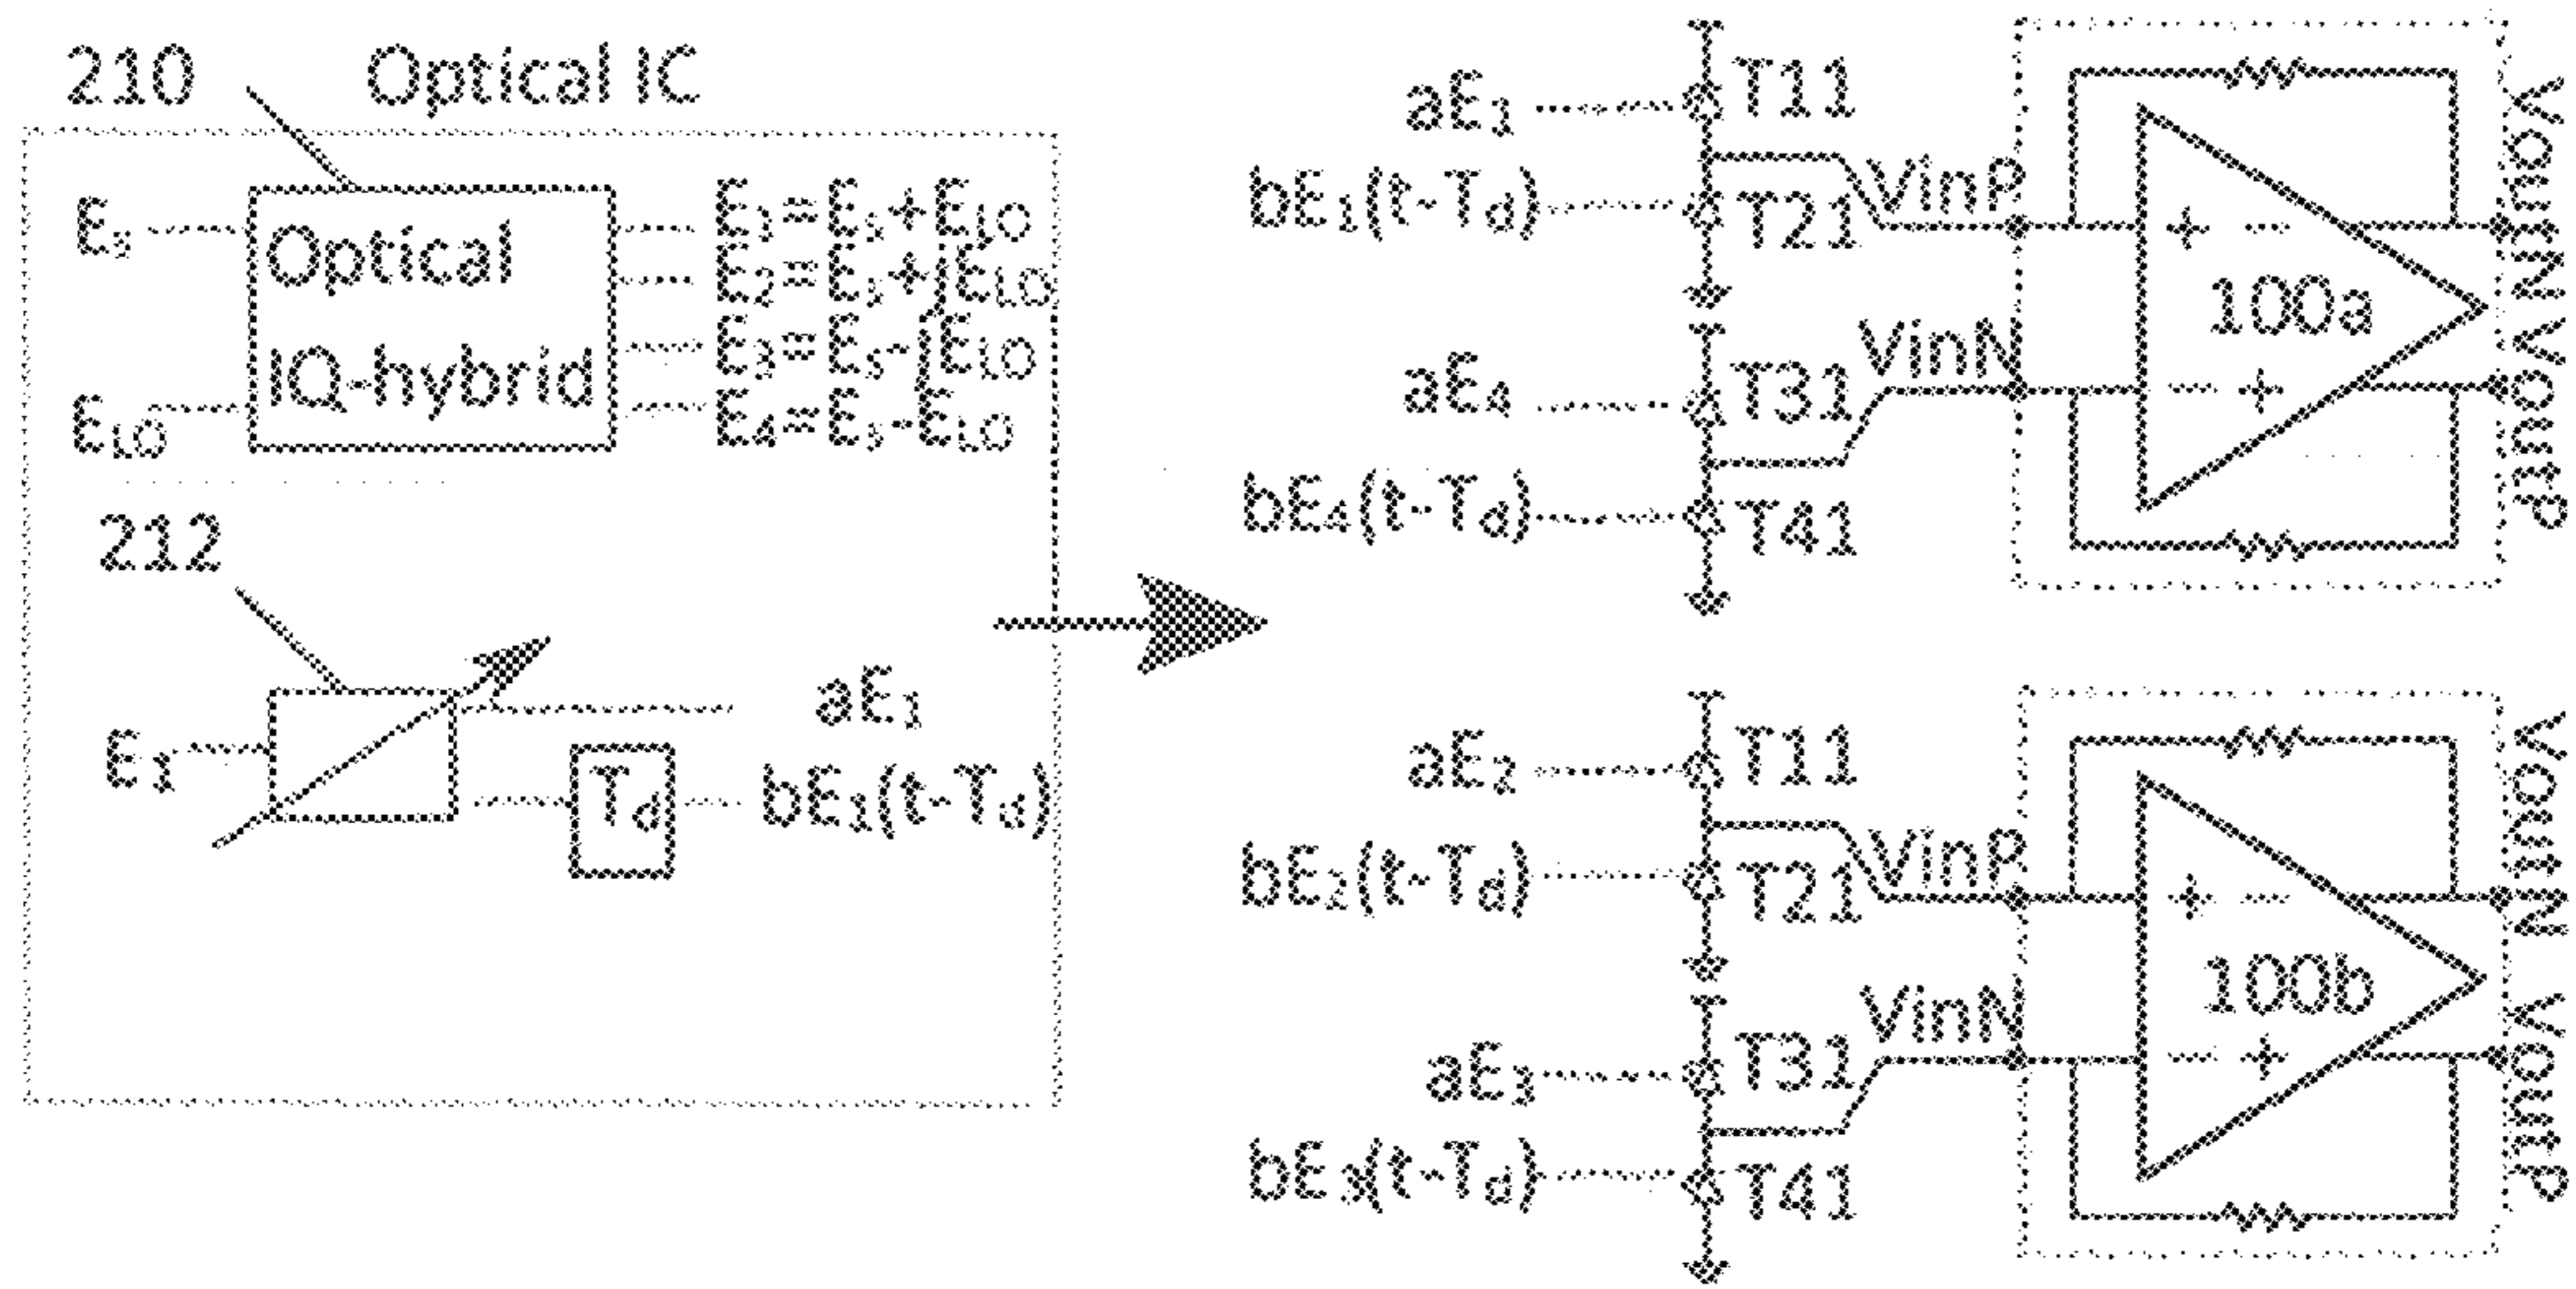 210 Optical IC
Es
Optical
IQ-hybrid
ELO
E1=Es+ELO
E2=Es+jELO
E3=Es-jELO
E4=Es-ELO
212
E1
Td
aE1
bE1(t-Td)
aE1
bE1(t-Td)
T11
T21
VinP
aE4
bE4(t-Td)
T31
T41
VinN
+ -
100a
- +
VoutN
VoutP
aE2
bE2(t-Td)
T11
T21
VinP
aE3
bE3(t-Td)
T31
T41
VinN
+ -
100b
- +
VoutN
VoutP